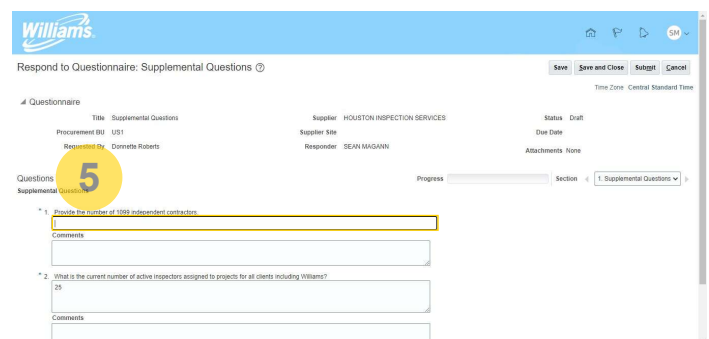 Williams.
SM
Respond to Questionnaire: Supplemental Questions
Save Save and Close Submit Cancel
Time Zone Central Standard Time
Questionnaire
Title Supplemental Questions Supplier HOUSTON INSPECTION SERVICES Status Draft
Procurement BU US1 Supplier Site Due Date
Requested By Donnette Roberts Responder SEAN MAGANN Attachments None
5
Questions Progress Section 1. Supplemental Questions
Supplemental Questions
* 1. Provide the number of 1099 independent contractors.
Comments
* 2. What is the current number of active inspectors assigned to projects for all clients including Williams?
25
Comments